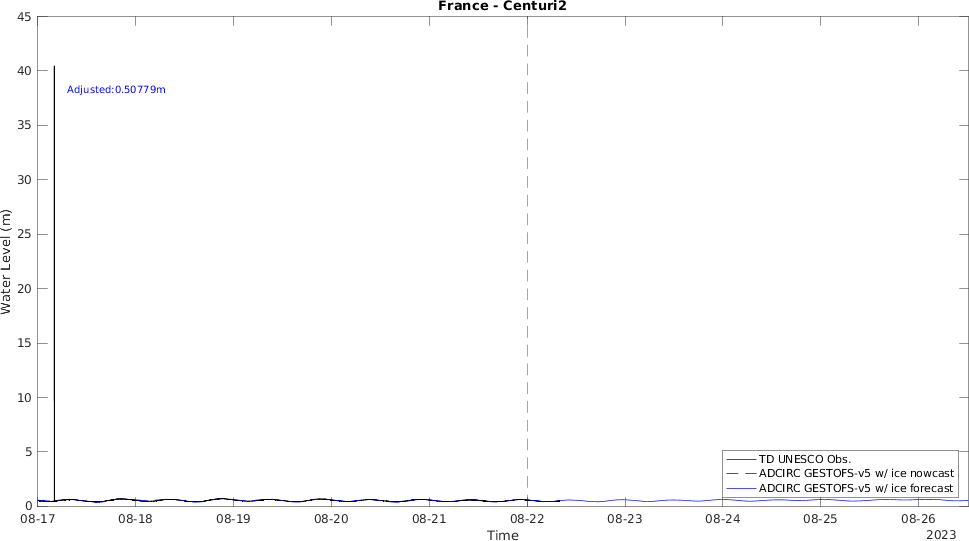 France - Centuri2
45
40
35
30
25
20
15
10
5
0
Water Level (m)
Adjusted:0.50779m
TD UNESCO Obs.
ADCIRC GESTOFS-v5 w/ ice nowcast
ADCIRC GESTOFS-v5 w/ ice forecast
08-17 08-18 08-19 08-20 08-21 08-22 08-23 08-24 08-25 08-26
Time
2023